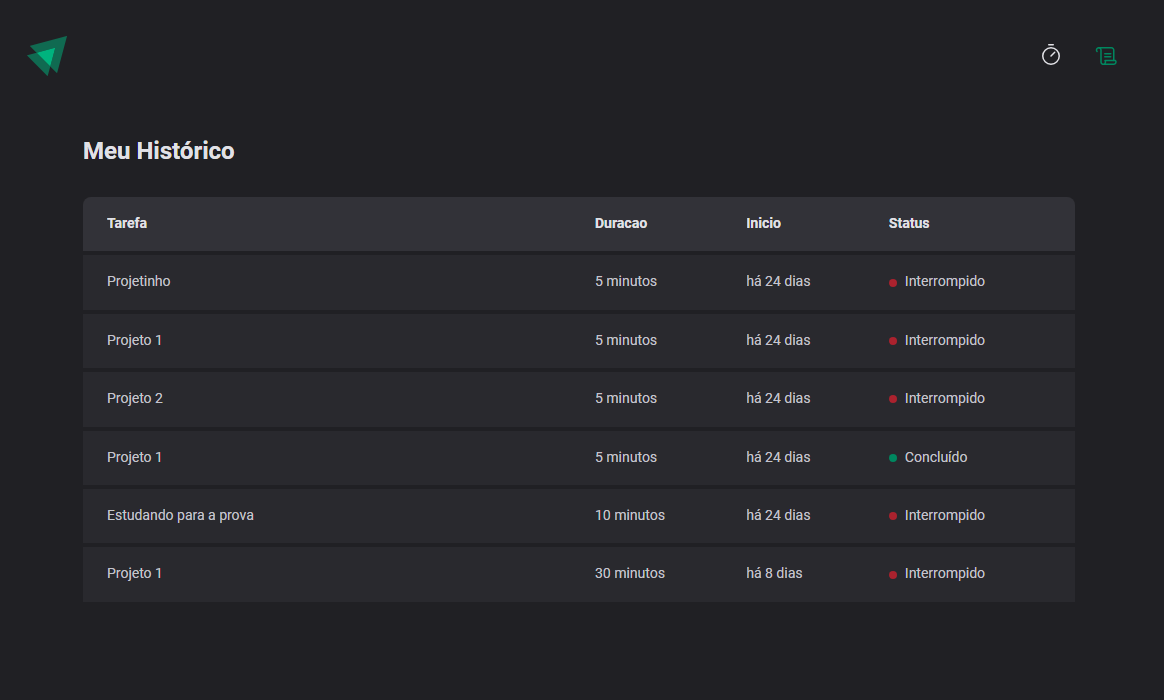 Meu Histórico
Tarefa Duracao Inicio Status
Projetinho 5 minutos há 24 dias Interrompido
Projeto 1 5 minutos há 24 dias Interrompido
Projeto 2 5 minutos há 24 dias Interrompido
Projeto 1 5 minutos há 24 dias Concluído
Estudando para a prova 10 minutos há 24 dias Interrompido
Projeto 1 30 minutos há 8 dias Interrompido